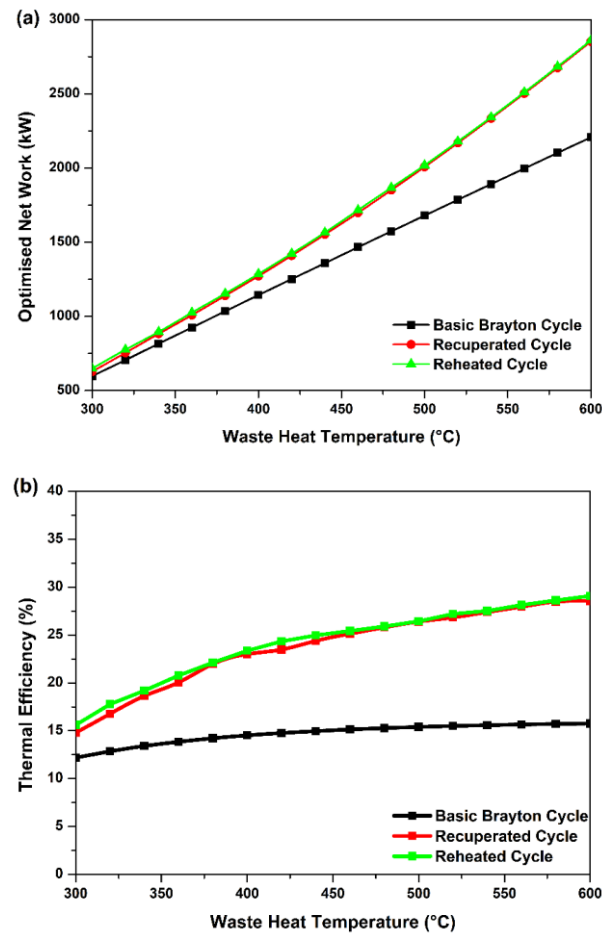 (a)
3000
2500
2000
1500
1000
500
Optimised Net Work (kW)
Basic Brayton Cycle
Recuperated Cycle
Reheated Cycle
300 350 400 450 500 550 600
Waste Heat Temperature (°C)
(b)
40
35
30
25
20
15
10
5
0
Thermal Efficiency (%)
Basic Brayton Cycle
Recuperated Cycle
Reheated Cycle
300 350 400 450 500 550 600
Waste Heat Temperature (°C)